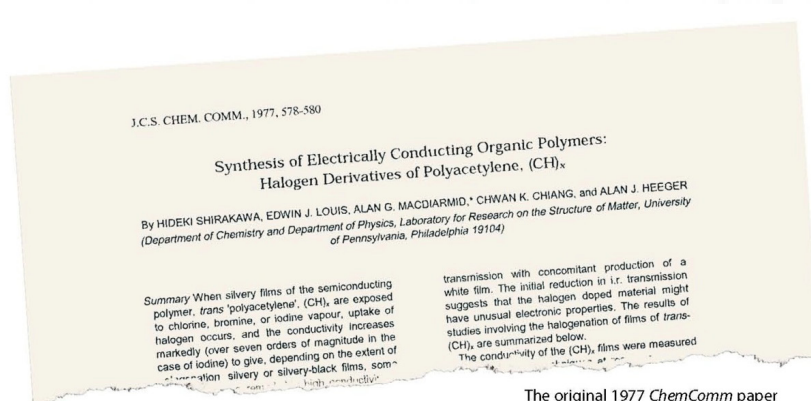 J.C.S. CHEM. COMM., 1977, 578-580
Synthesis of Electrically Conducting Organic Polymers:
Halogen Derivatives of Polyacetylene, (CH)ₓ
By HIDEKI SHIRAKAWA, EDWIN J. LOUIS, ALAN G. MACDIARMID,* CHWAN K. CHIANG, and ALAN J. HEEGER
(Department of Chemistry and Department of Physics, Laboratory for Research on the Structure of Matter, University
of Pennsylvania, Philadelphia 19104)
Summary When silvery films of the semiconducting
polymer, trans 'polyacetylene', (CH)ₓ are exposed
to chlorine, bromine, or iodine vapour, uptake of
halogen occurs, and the conductivity increases
markedly (over seven orders of magnitude in the
case of iodine) to give, depending on the extent of
silvery or silvery-black films,
transmission with concomitant production of a
white film. The initial reduction in i.r. transmission
suggests that the halogen doped material might
have unusual electronic properties. The results of
studies involving the halogenation of films of trans-
(CH)ₓ are summarized below.
The conductivity of the (CH)ₓ films were measured
The original 1977 ChemComm paper